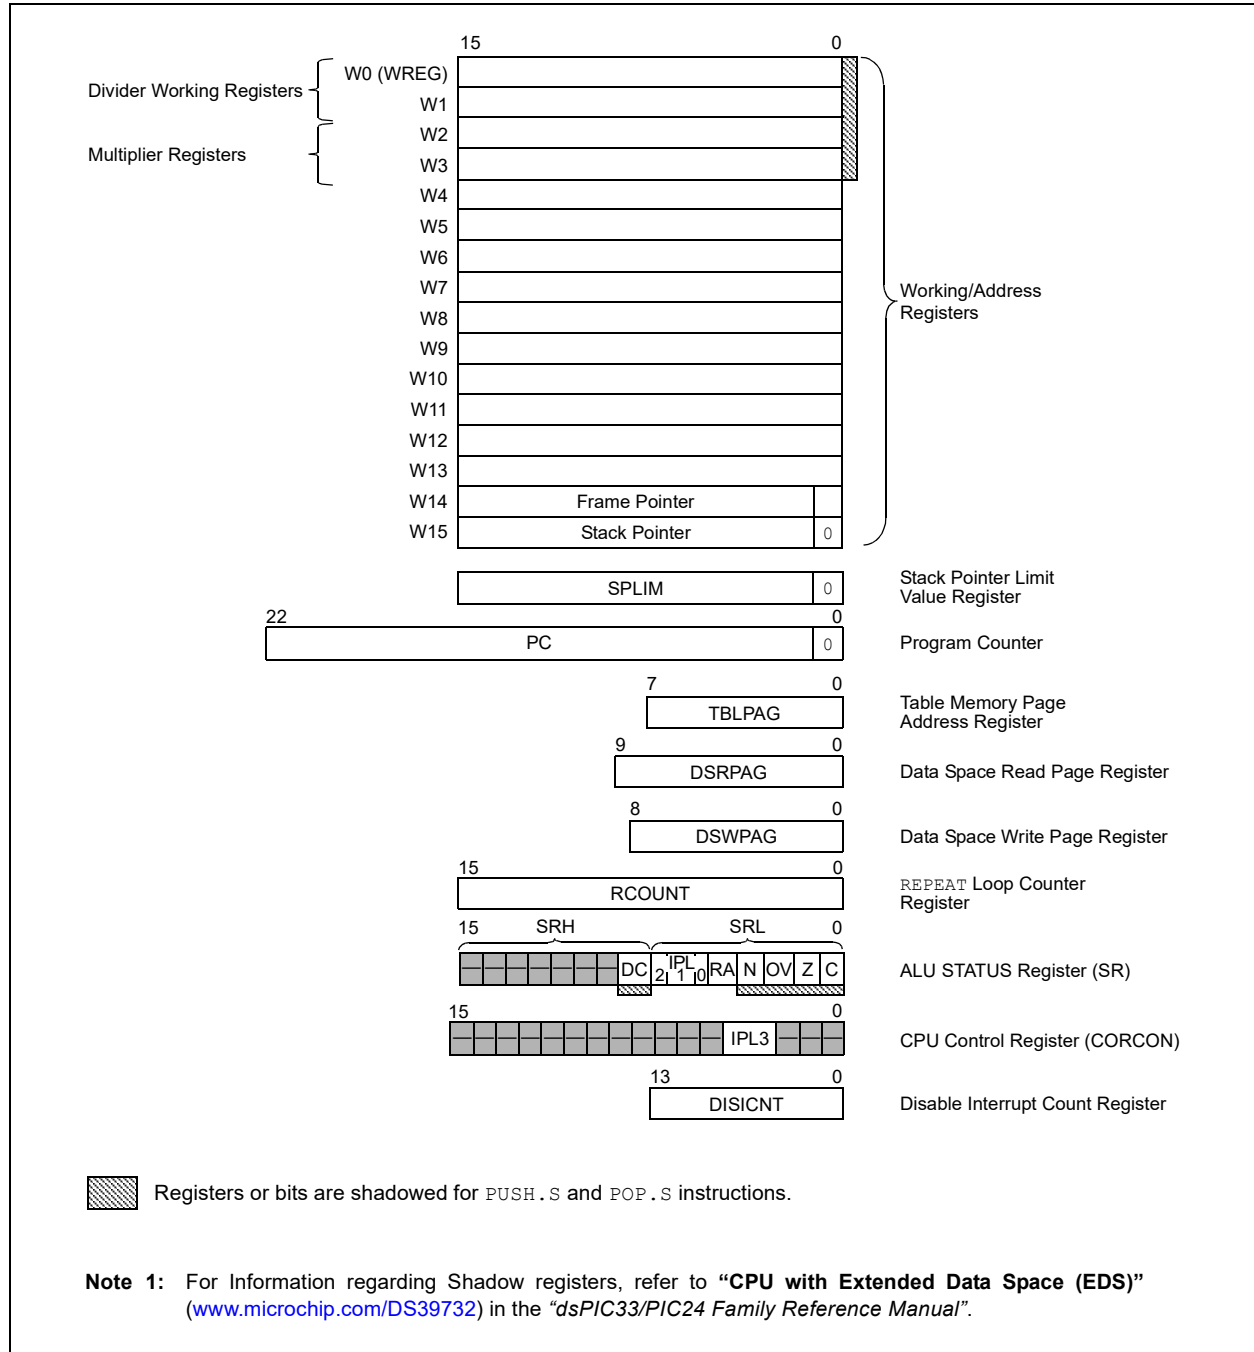 15 0
Divider Working Registers
W0 (WREG)
W1
Multiplier Registers
W2
W3
W4
W5
W6
W7
W8
W9
W10
W11
W12
W13
W14 Frame Pointer
W15 Stack Pointer 0
Working/Address
Registers
SPLIM 0
Stack Pointer Limit
Value Register
22 0
PC 0 Program Counter
7 0
TBLPAG
Table Memory Page
Address Register
9 0
DSRPAG Data Space Read Page Register
8 0
DSWPAG Data Space Write Page Register
15 0
RCOUNT
REPEAT Loop Counter
Register
15 SRH SRL 0
— — — — — — — DC 2 IPL 1 0 RA N OV Z C ALU STATUS Register (SR)
15 0
— — — — — — — — — — — — IPL3 — — — CPU Control Register (CORCON)
13 0
DISICNT Disable Interrupt Count Register
Registers or bits are shadowed for PUSH.S and POP.S instructions.
Note 1: For Information regarding Shadow registers, refer to “CPU with Extended Data Space (EDS)”
(www.microchip.com/DS39732) in the “dsPIC33/PIC24 Family Reference Manual”.